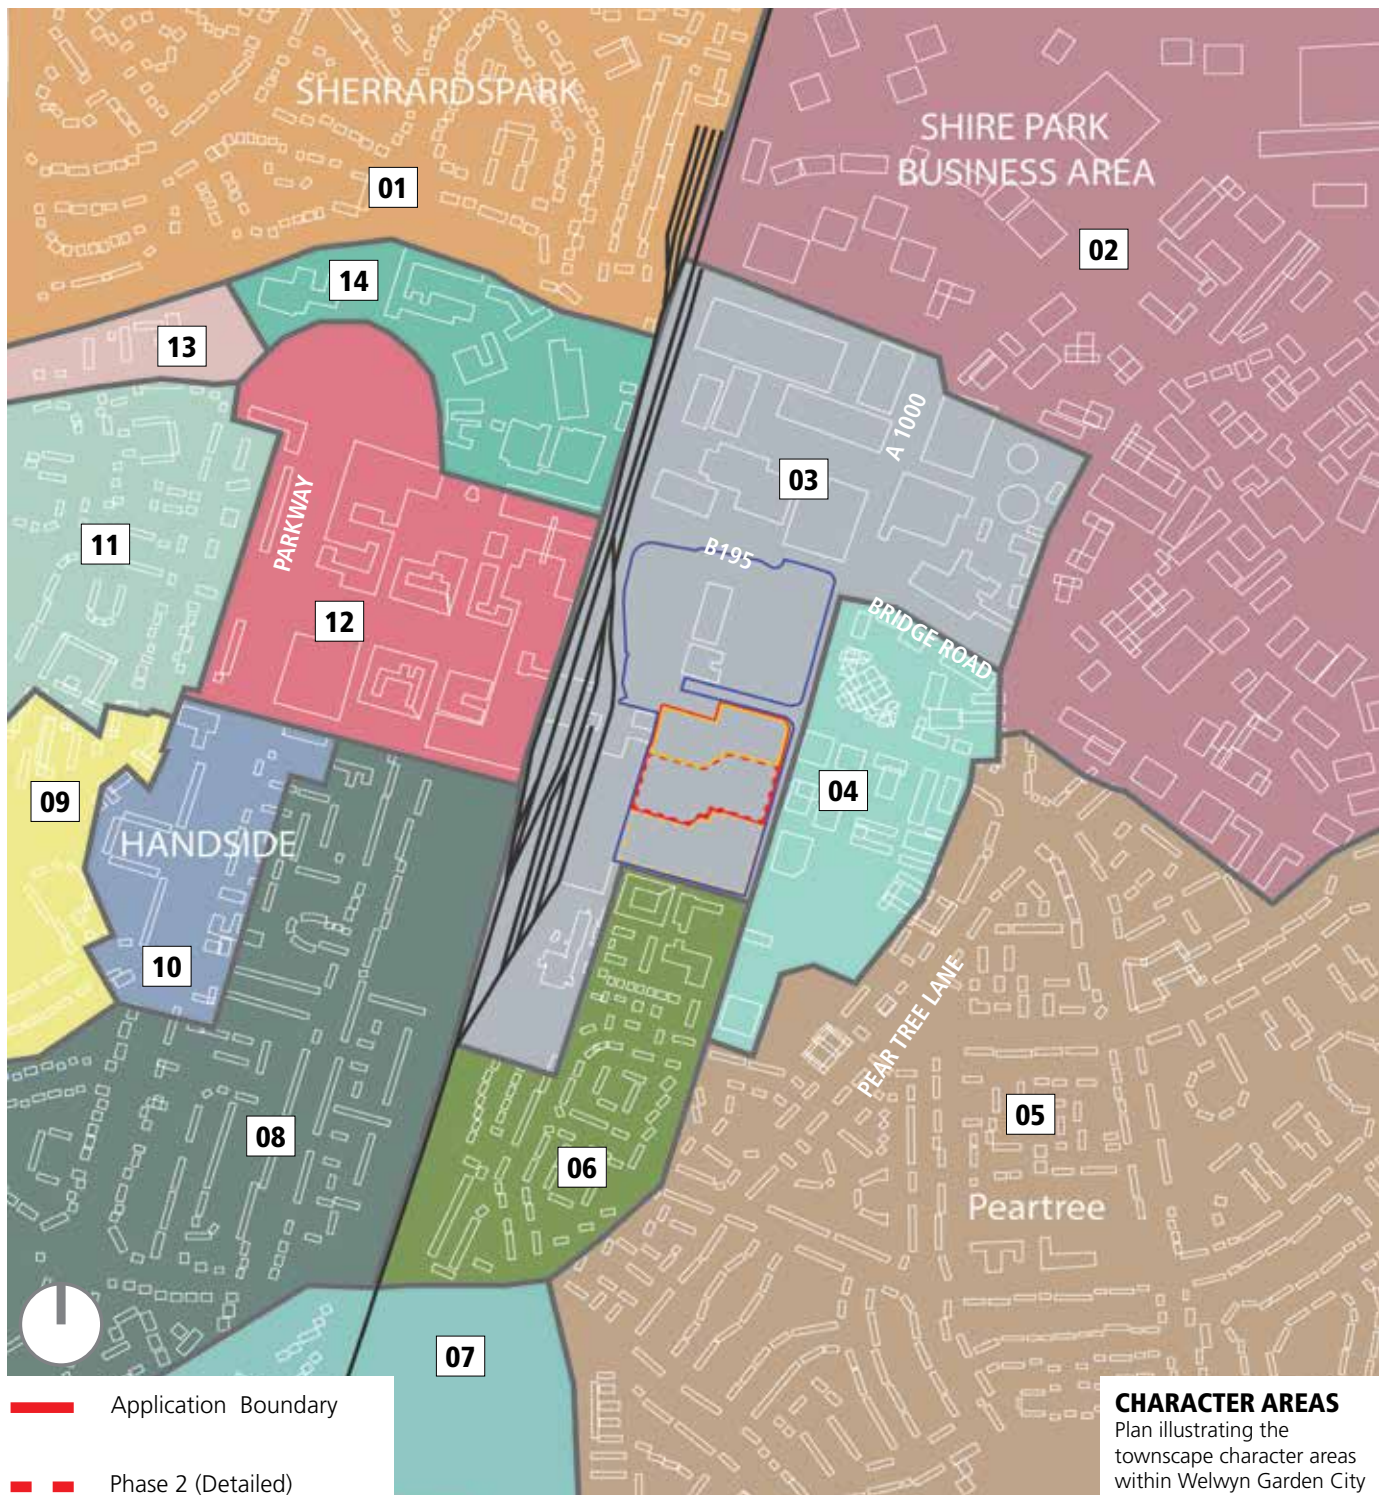 SHERRARDSPARK
SHIRE PARK
BUSINESS AREA
01
02
14
13
A 1000
03
PARKWAY
11
B195
12
BRIDGE ROAD
04
09
HANDSIDE
10
PEAR TREE LANE
05
08
06
Peartree
07
Application Boundary
Phase 2 (Detailed)
CHARACTER AREAS
Plan illustrating the
townscape character areas
within Welwyn Garden City